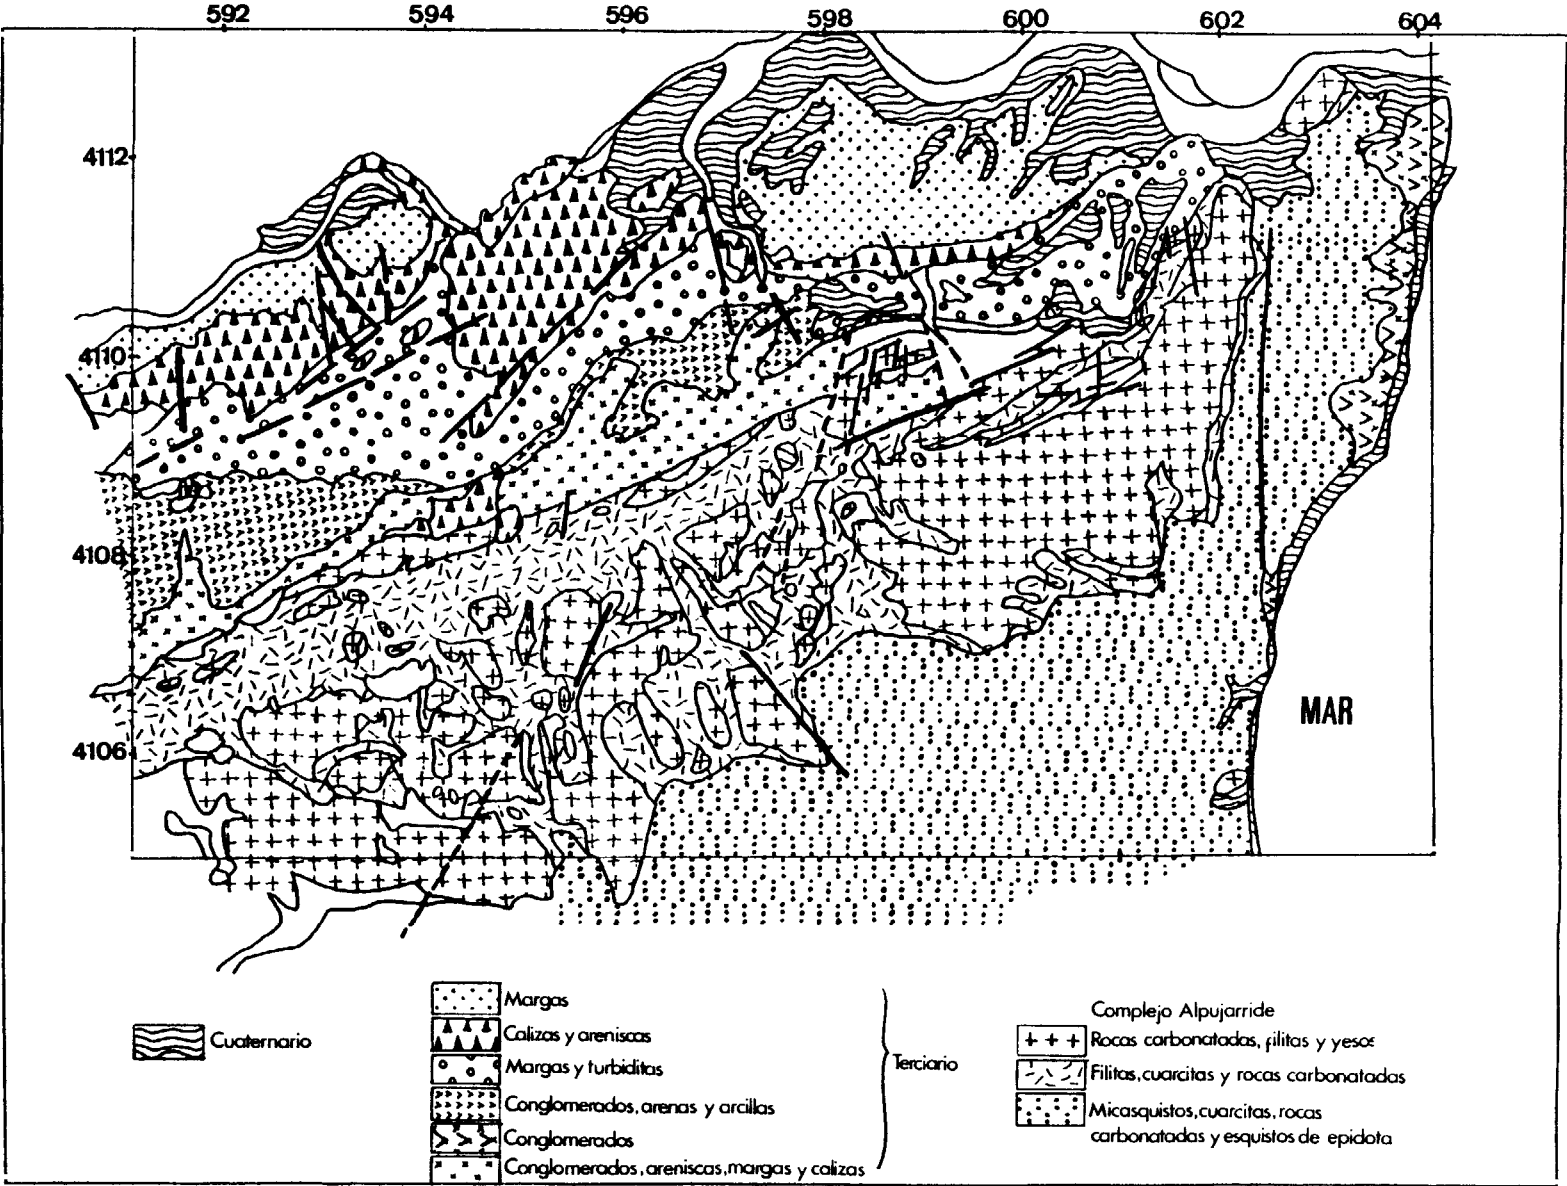 592 594 596 598 600 602 604
4112
4110
4108
4106
MAR
Cuaternario
Margas
Calizas y areniscas
Margas y turbiditas
Conglomerados, arenas y arcillas
Conglomerados
Conglomerados, areniscas, margas y calizas
Terciario
Complejo Alpujarride
Rocas carbonatadas, filitas y yesos
Filitas, cuarcitas y rocas carbonatadas
Micasquistos, cuarcitas, rocas
carbonatadas y esquistos de epidota